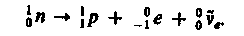 ¹₀n → ¹₁p + ⁰₋₁e + ⁰₀ν̃ₑ.